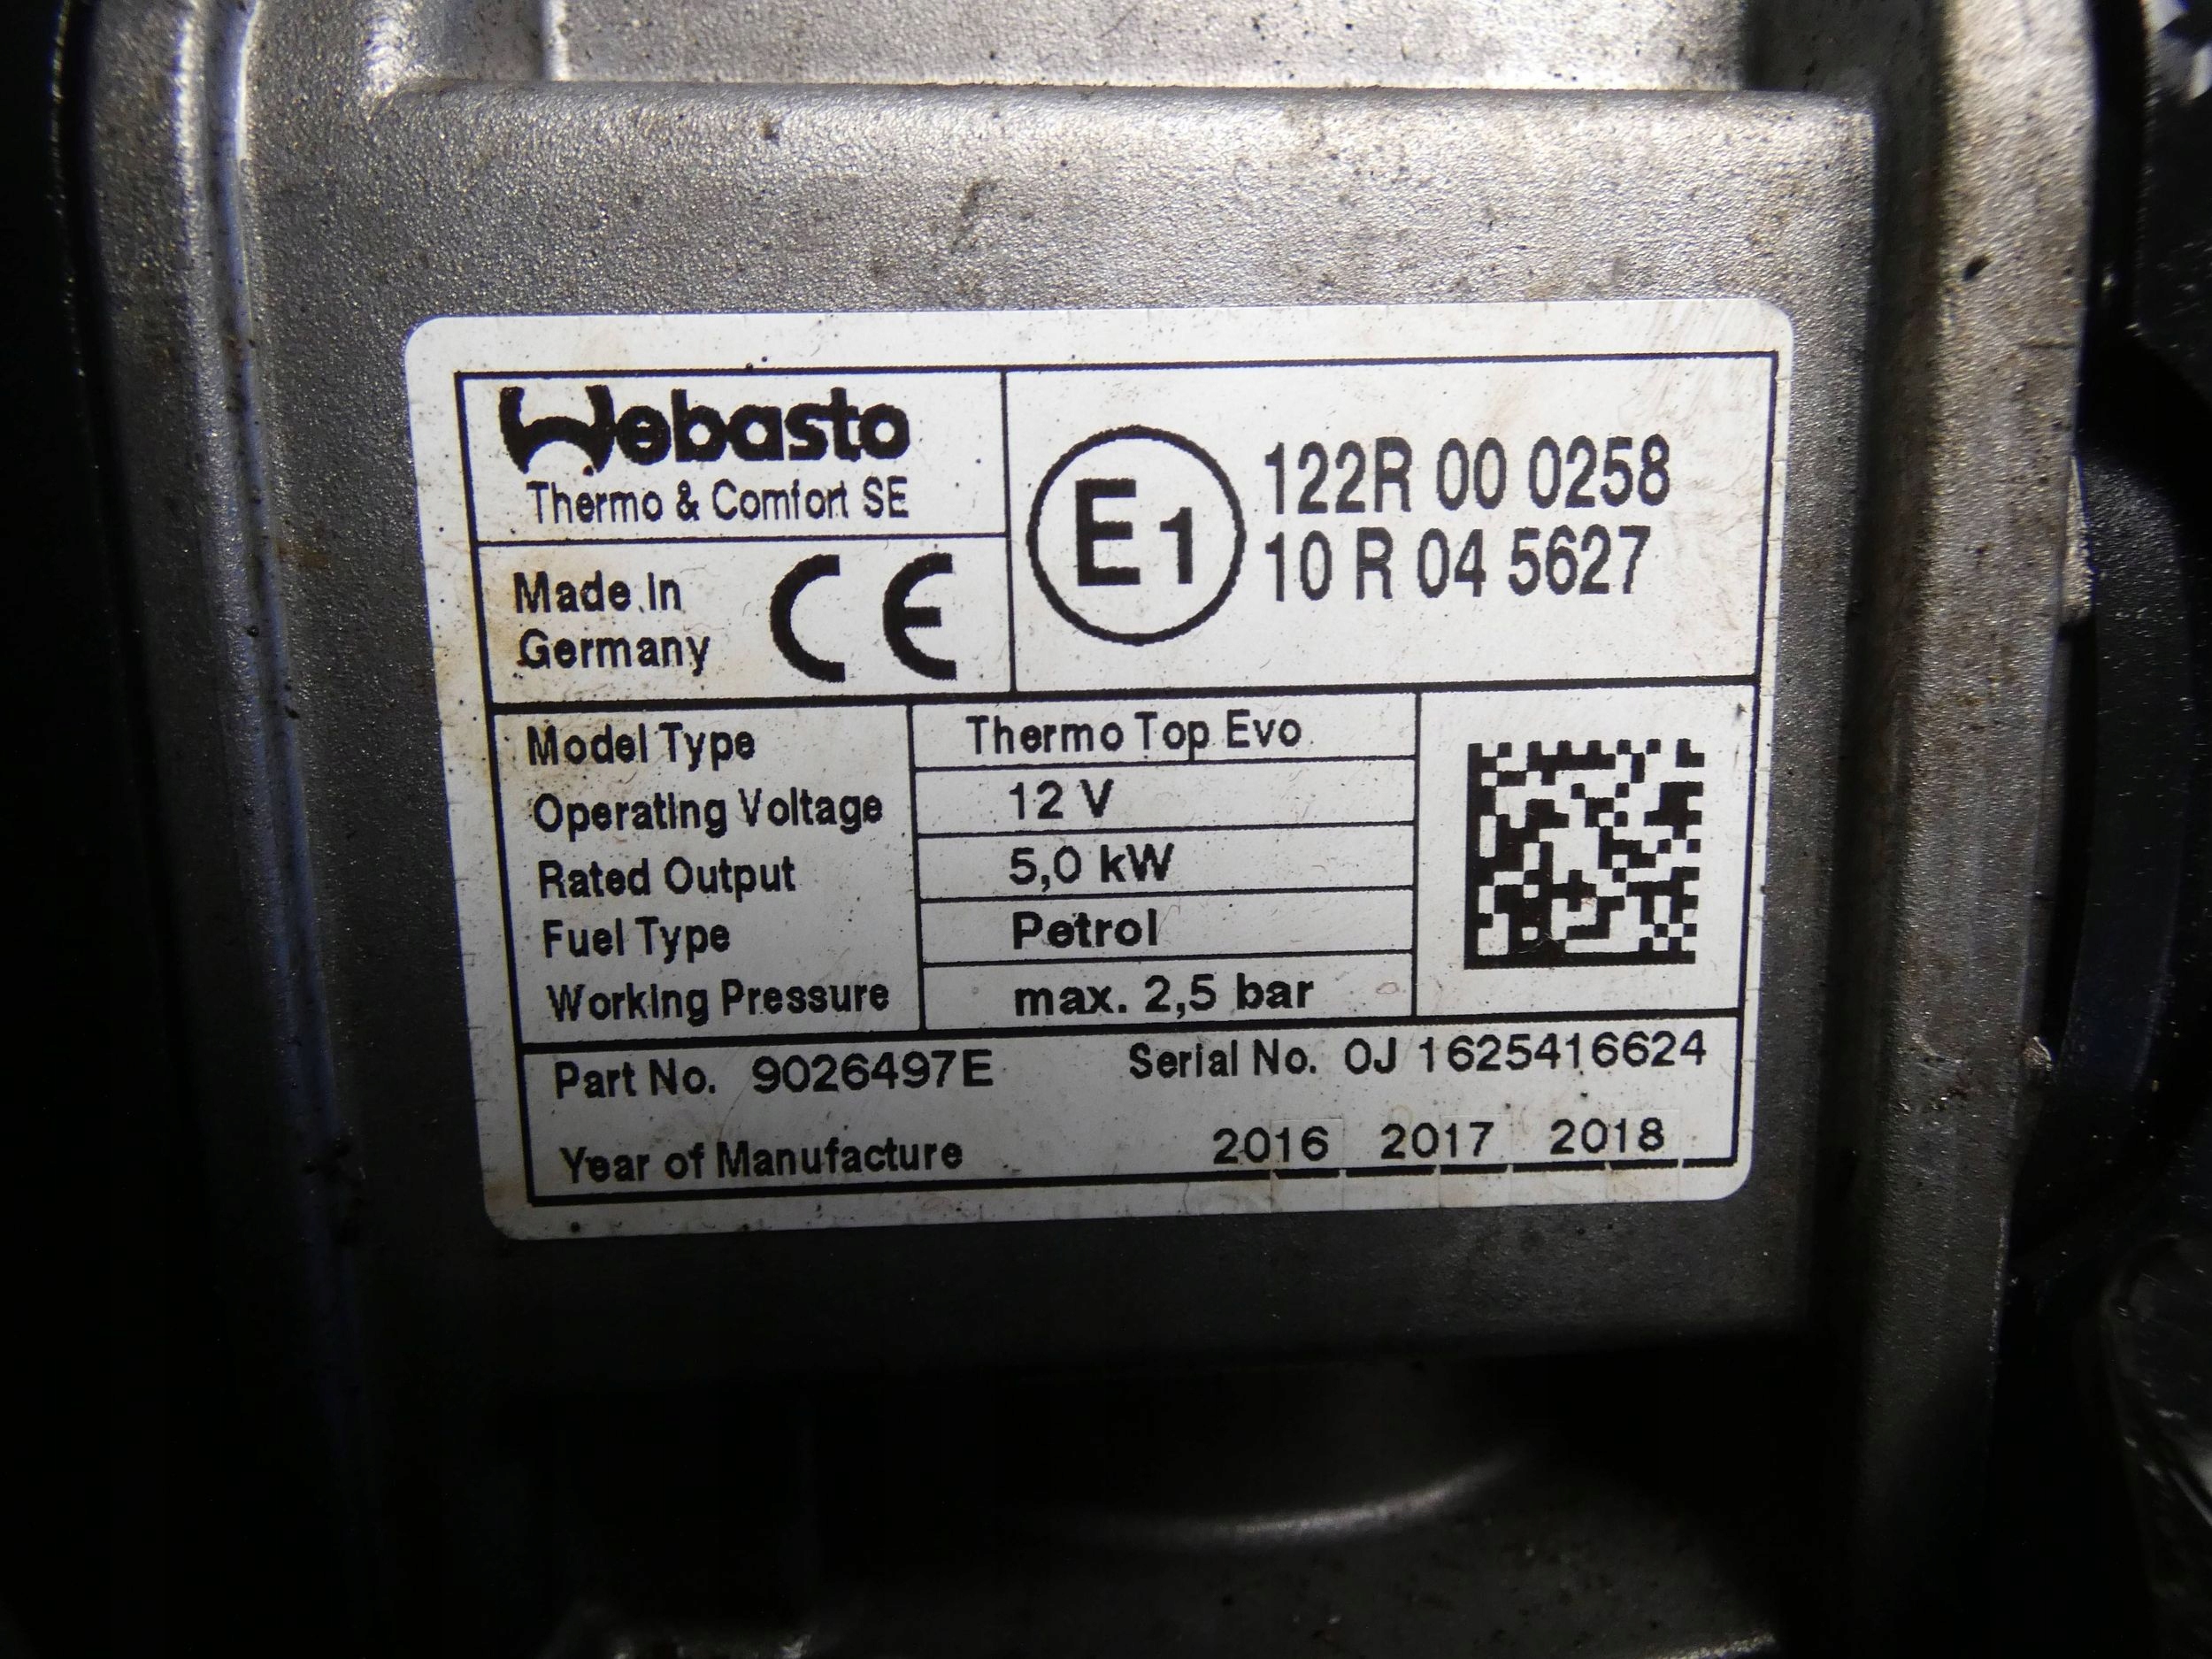 Webasto
Thermo & Comfort SE
Made in
Germany
CE
E1
122R 00 0258
10 R 04 5627
Model Type Thermo Top Evo
Operating Voltage 12 V
Rated Output 5,0 kW
Fuel Type Petrol
Working Pressure max. 2,5 bar
Part No. 9026497E Serial No. 0J 1625416624
Year of Manufacture 2016 2017 2018